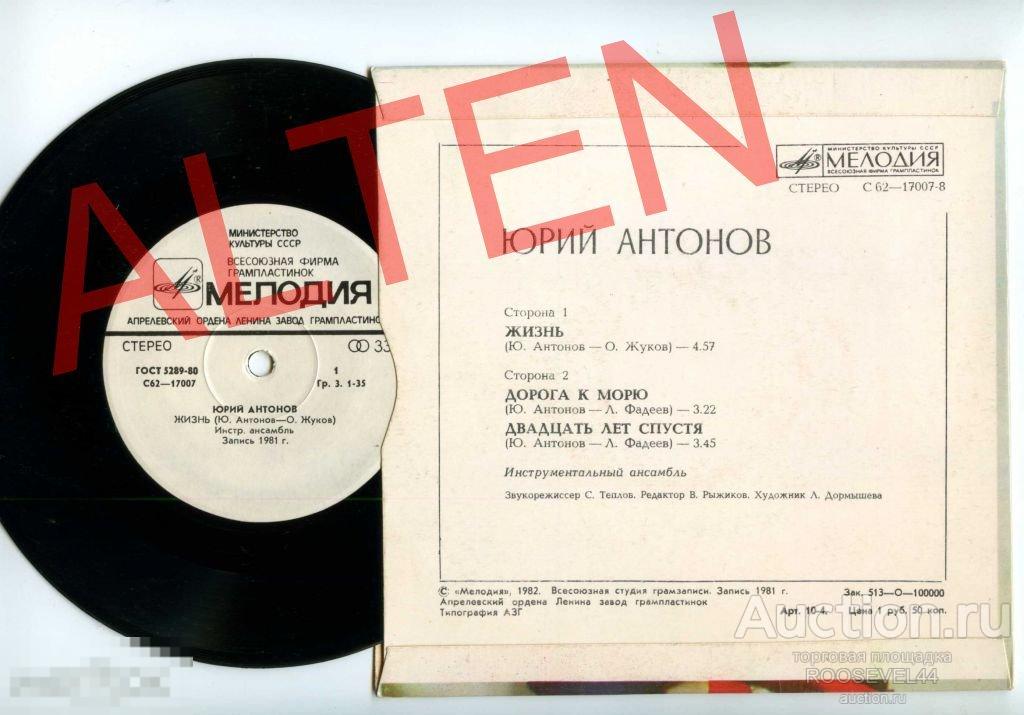 ALTEN
МИНИСТЕРСТВО
КУЛЬТУРЫ СССР
ВСЕСОЮЗНАЯ ФИРМА
ГРАМПЛАСТИНОК
МЕЛОДИЯ
АПРЕЛЕВСКИЙ ОРДЕНА ЛЕНИНА ЗАВОД ГРАМПЛАСТИНО
СТЕРЕО 33
ГОСТ 5289-80 1
С62—17007 Гр. 3. 1-35
ЮРИЙ АНТОНОВ
ЖИЗНЬ (Ю. Антонов—О. Жуков)
Инстр. ансамбль
Запись 1981 г.
МИНИСТЕРСТВО КУЛЬТУРЫ СССР
МЕЛОДИЯ
ВСЕСОЮЗНАЯ ФИРМА ГРАМПЛАСТИНОК
СТЕРЕО С 62—17007-8
ЮРИЙ АНТОНОВ
Сторона 1
ЖИЗНЬ
(Ю. Антонов — О. Жуков) — 4.57
Сторона 2
ДОРОГА К МОРЮ
(Ю. Антонов — Л. Фадеев) — 3.22
ДВАДЦАТЬ ЛЕТ СПУСТЯ
(Ю. Антонов — Л. Фадеев) — 3.45
Инструментальный ансамбль
Звукорежиссер С. Теплов. Редактор В. Рыжиков. Художник Л. Дормышева
© «Мелодия», 1982. Всесоюзная студия грамзаписи. Запись 1981 г. Зак. 513—О—100000
Апрелевский ордена Ленина завод грампластинок
Типография АЗГ Арт. 10-4. Цена 1 руб. 50 коп.
Auction.ru
торговая площадка
ROOSEVEL44
auction.ru